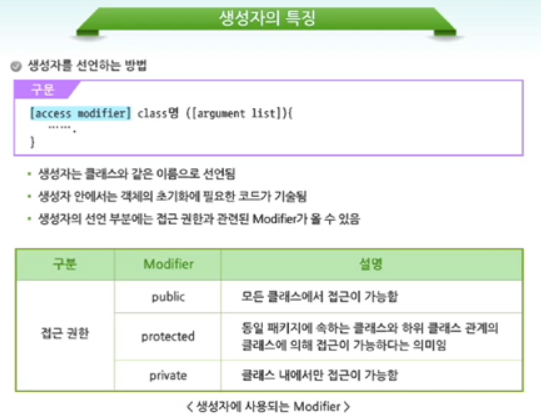 생성자의 특징
생성자를 선언하는 방법
구문
[access modifier] class명 ([argument list]){
…….
}
생성자는 클래스와 같은 이름으로 선언됨
생성자 안에서는 객체의 초기화에 필요한 코드가 기술됨
생성자의 선언 부분에는 접근 권한과 관련된 Modifier가 올 수 있음
구분 Modifier 설명
접근 권한
public 모든 클래스에서 접근이 가능함
protected 동일 패키지에 속하는 클래스와 하위 클래스 관계의
클래스에 의해 접근이 가능하다는 의미임
private 클래스 내에서만 접근이 가능함
< 생성자에 사용되는 Modifier >